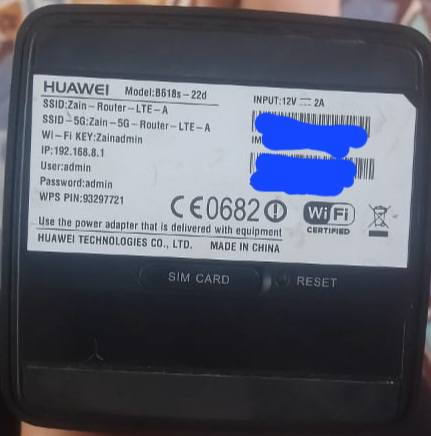 HUAWEI Model:B618s-22d
INPUT:12V ⎓ 2A
SSID:Zain-Router-LTE-A
SSID-5G:Zain-5G-Router-LTE-A
Wi-Fi KEY:Zainadmin
IP:192.168.8.1
User:admin
Password:admin
WPS PIN:93297721
CE0682
Wi Fi
CERTIFIED
Use the power adapter that is delivered with equipment
HUAWEI TECHNOLOGIES CO., LTD. MADE IN CHINA
SIM CARD
RESET